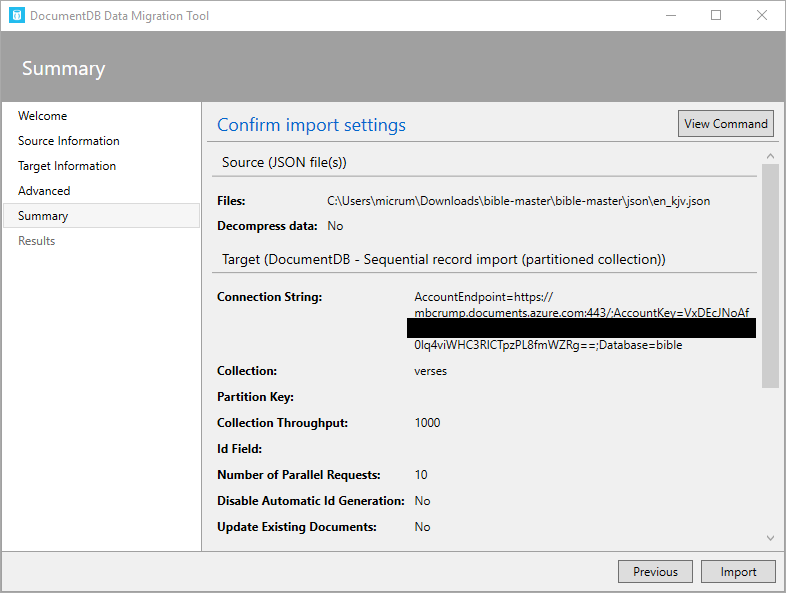 DocumentDB Data Migration Tool
Summary
Welcome
Source Information
Target Information
Advanced
Summary
Results
Confirm import settings
View Command
Source (JSON file(s))
Files: C:\Users\micrum\Downloads\bible-master\bible-master\json\en_kjv.json
Decompress data: No
Target (DocumentDB - Sequential record import (partitioned collection))
Connection String: AccountEndpoint=https://
mbcrump.documents.azure.com:443/;AccountKey=VxDEcJNoAf
0Iq4viWHC3RICTpzPL8fmWZRg==;Database=bible
Collection: verses
Partition Key:
Collection Throughput: 1000
Id Field:
Number of Parallel Requests: 10
Disable Automatic Id Generation: No
Update Existing Documents: No
Previous
Import